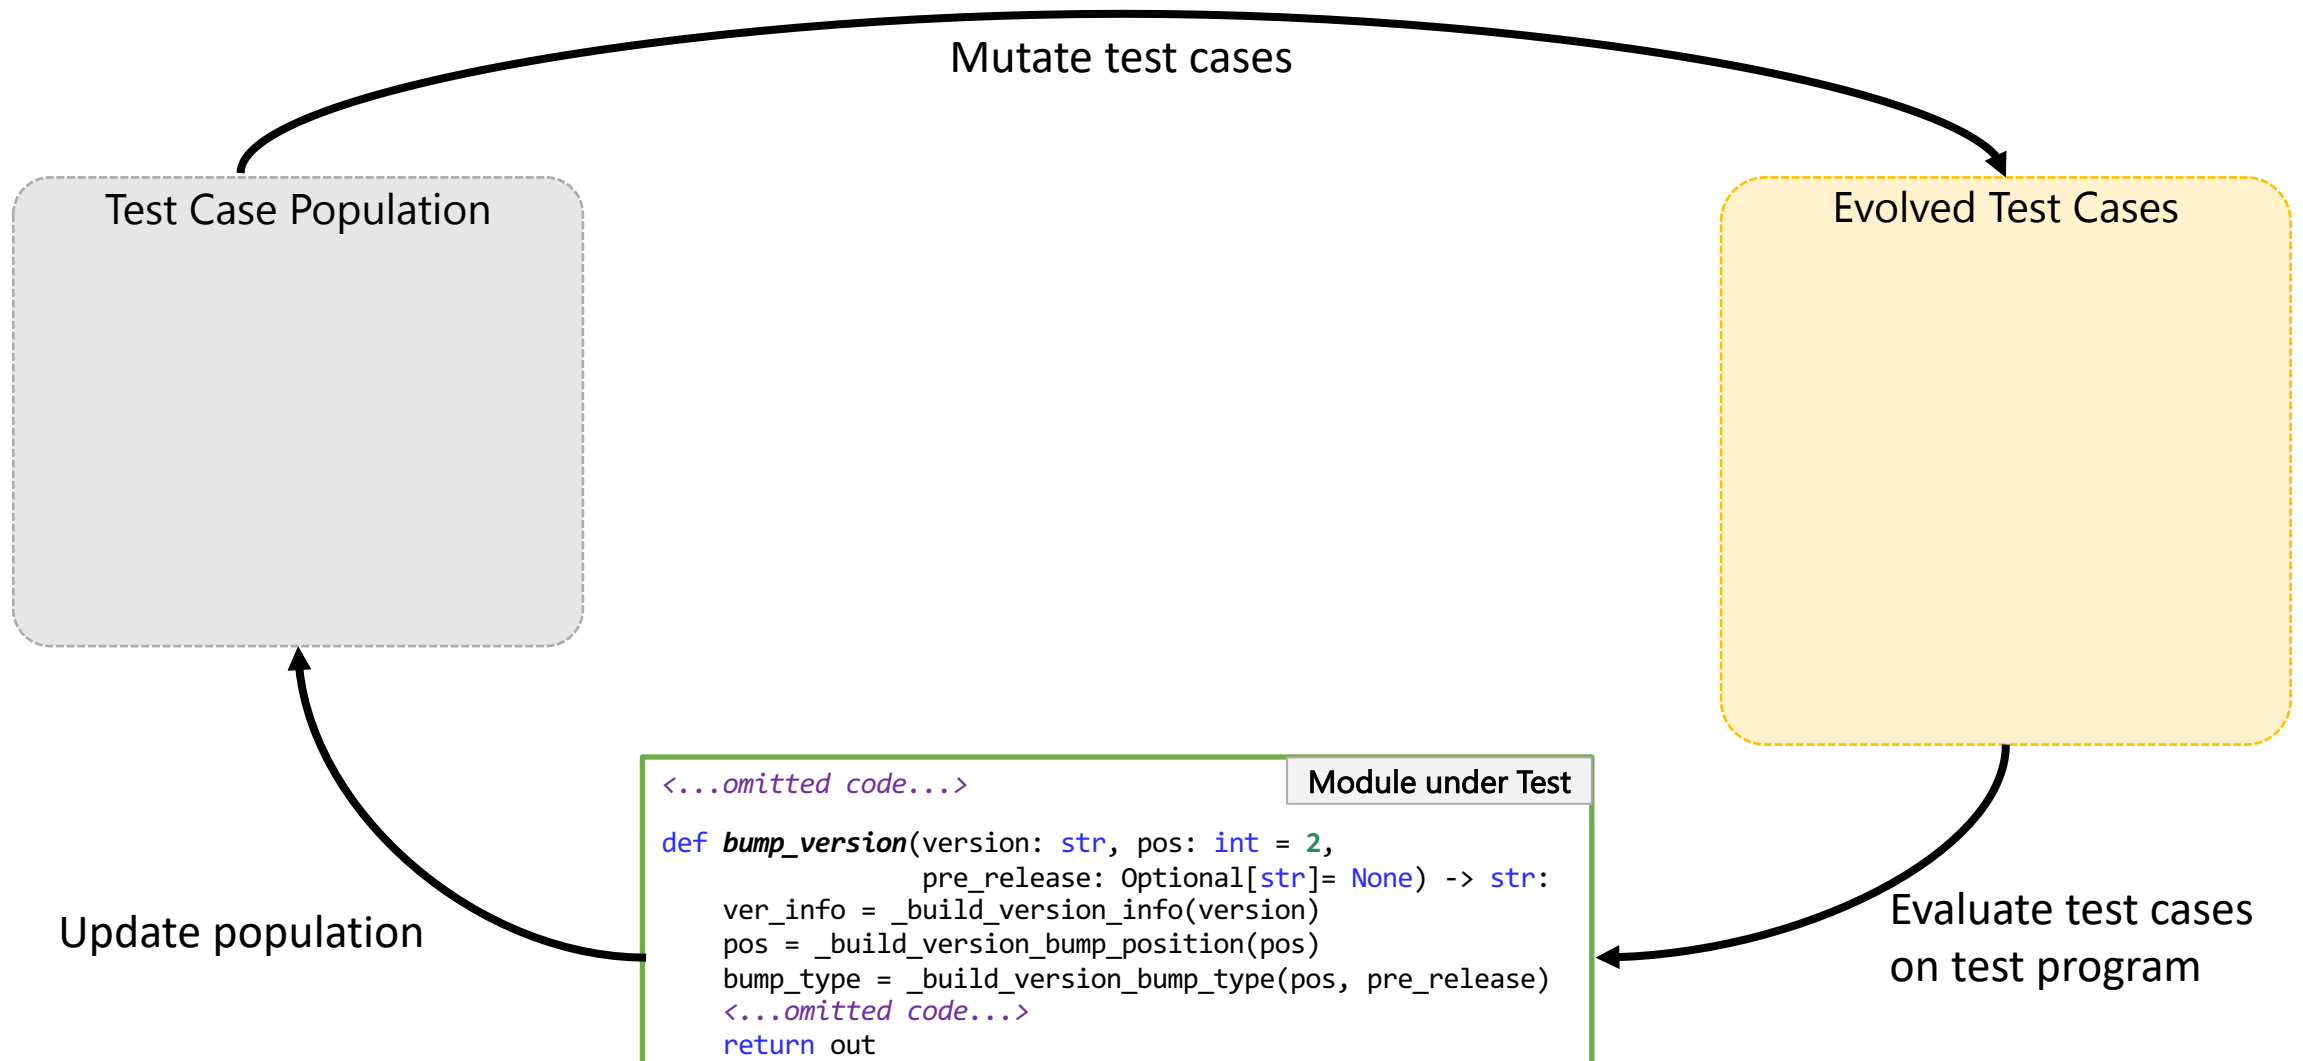 Mutate test cases
Test Case Population
Evolved Test Cases
<...omitted code...>
Module under Test
def bump_version(version: str, pos: int = 2,
                 pre_release: Optional[str]= None) -> str:
    ver_info = _build_version_info(version)
    pos = _build_version_bump_position(pos)
    bump_type = _build_version_bump_type(pos, pre_release)
    <...omitted code...>
    return out
Update population
Evaluate test cases
on test program